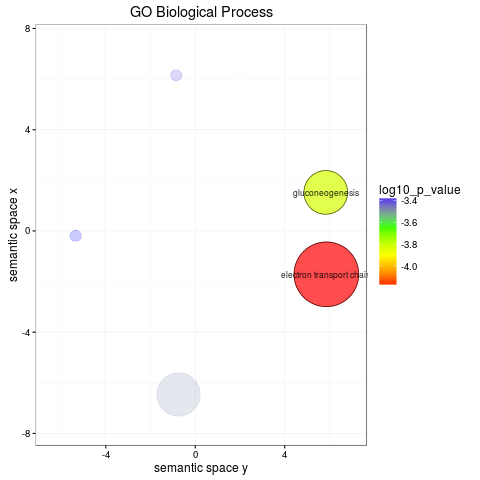 GO Biological Process
8
4
0
-4
-8
semantic space x
gluconeogenesis
electron transport chain
-4
0
4
semantic space y
log10_p_value
-3.4
-3.6
-3.8
-4.0